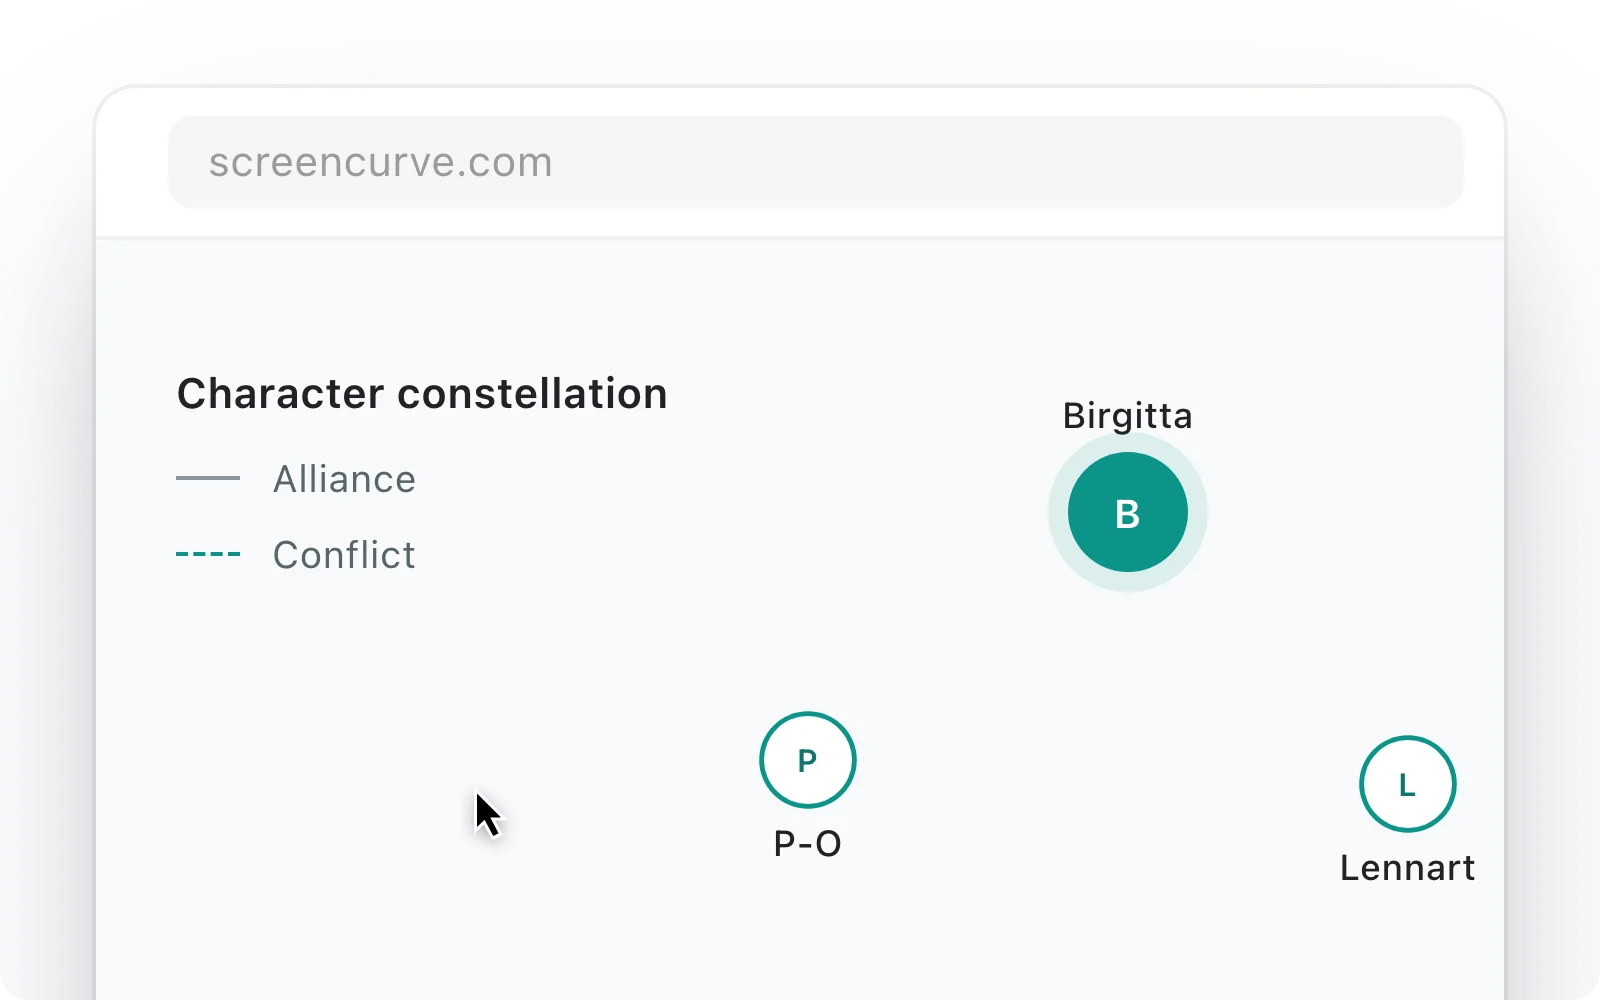 screencurve.com
Character constellation
Alliance
Conflict
Birgitta
B
P
P-O
L
Lennart